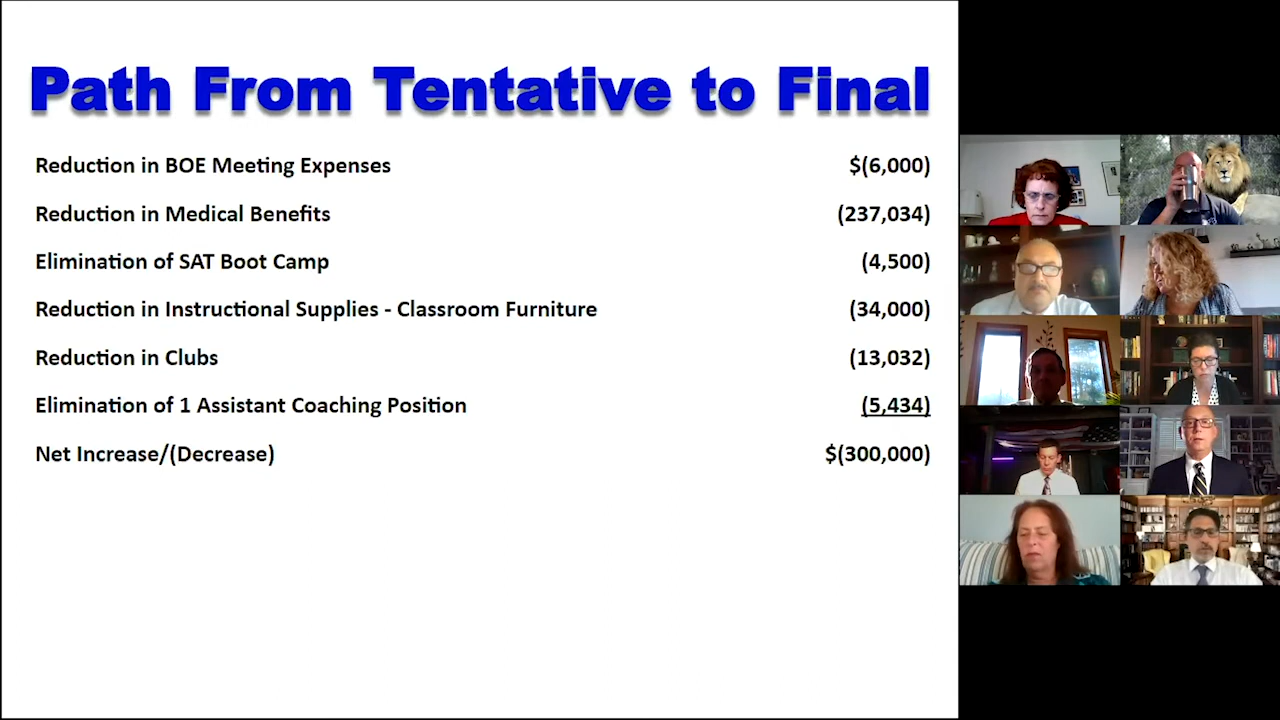 Path From Tentative to Final
Reduction in BOE Meeting Expenses $(6,000)
Reduction in Medical Benefits (237,034)
Elimination of SAT Boot Camp (4,500)
Reduction in Instructional Supplies - Classroom Furniture (34,000)
Reduction in Clubs (13,032)
Elimination of 1 Assistant Coaching Position (5,434)
Net Increase/(Decrease) $(300,000)